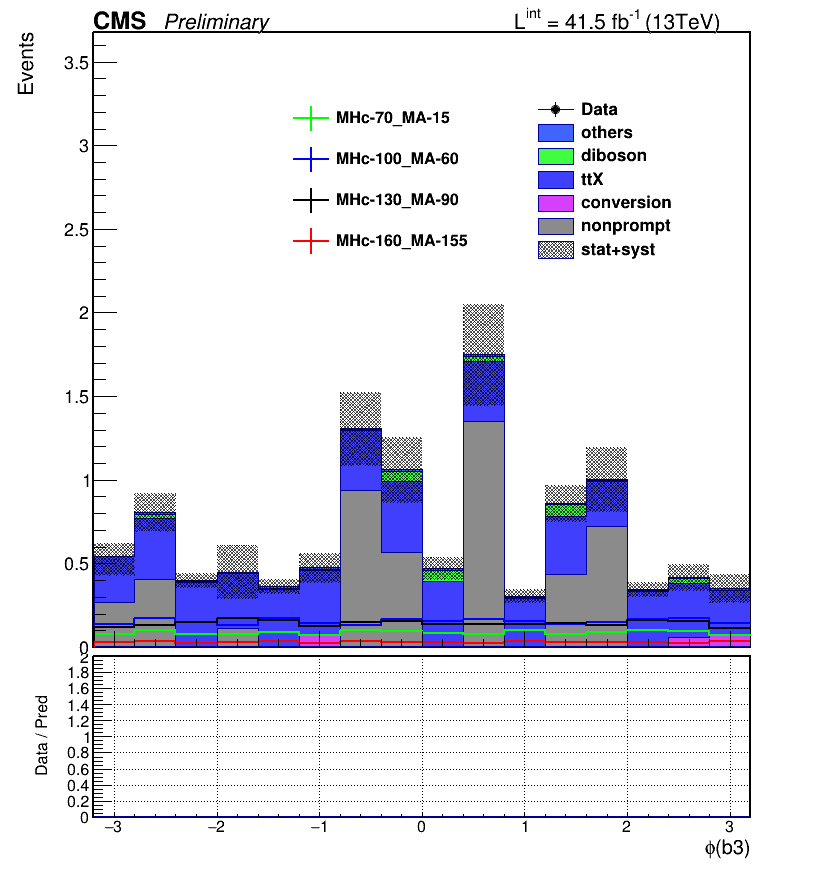 CMS Preliminary L^int = 41.5 fb^-1 (13TeV)
Events
3.5
3
2.5
2
1.5
1
0.5
0
MHc-70_MA-15
MHc-100_MA-60
MHc-130_MA-90
MHc-160_MA-155
Data
others
diboson
ttX
conversion
nonprompt
stat+syst
Data / Pred
2
1.8
1.6
1.4
1.2
1
0.8
0.6
0.4
0.2
0
−3 −2 −1 0 1 2 3
ϕ(b3)